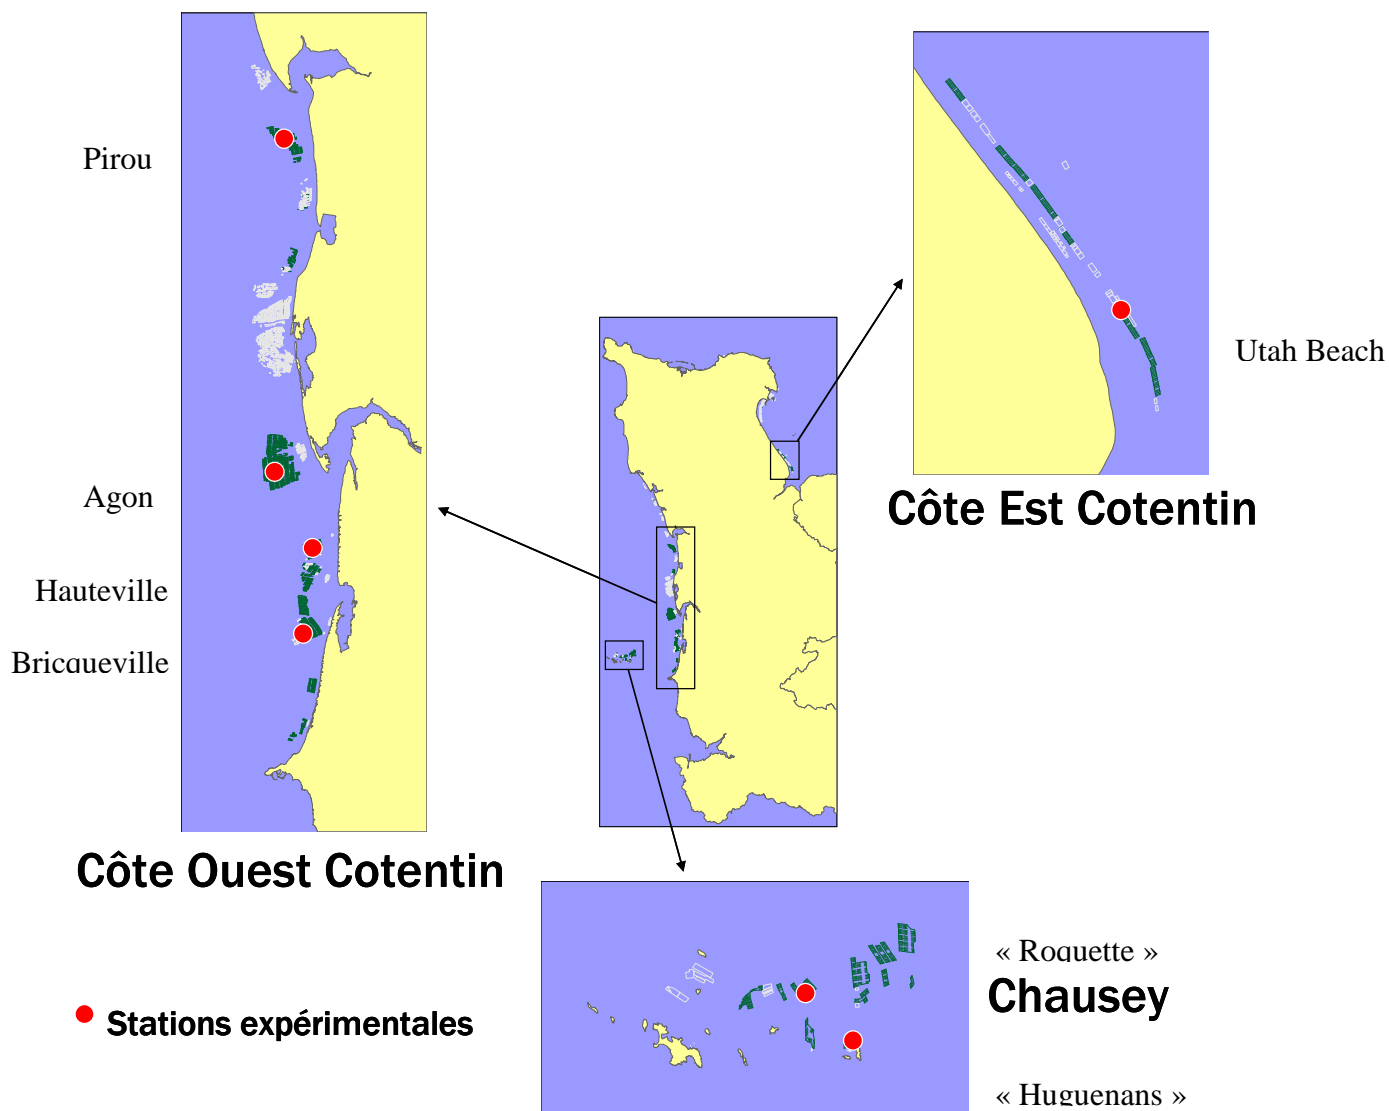 Pirou
Agon
Hauteville
Bricqueville
Côte Ouest Cotentin
Stations expérimentales
Utah Beach
Côte Est Cotentin
« Roquette »
Chausey
« Huguenans »